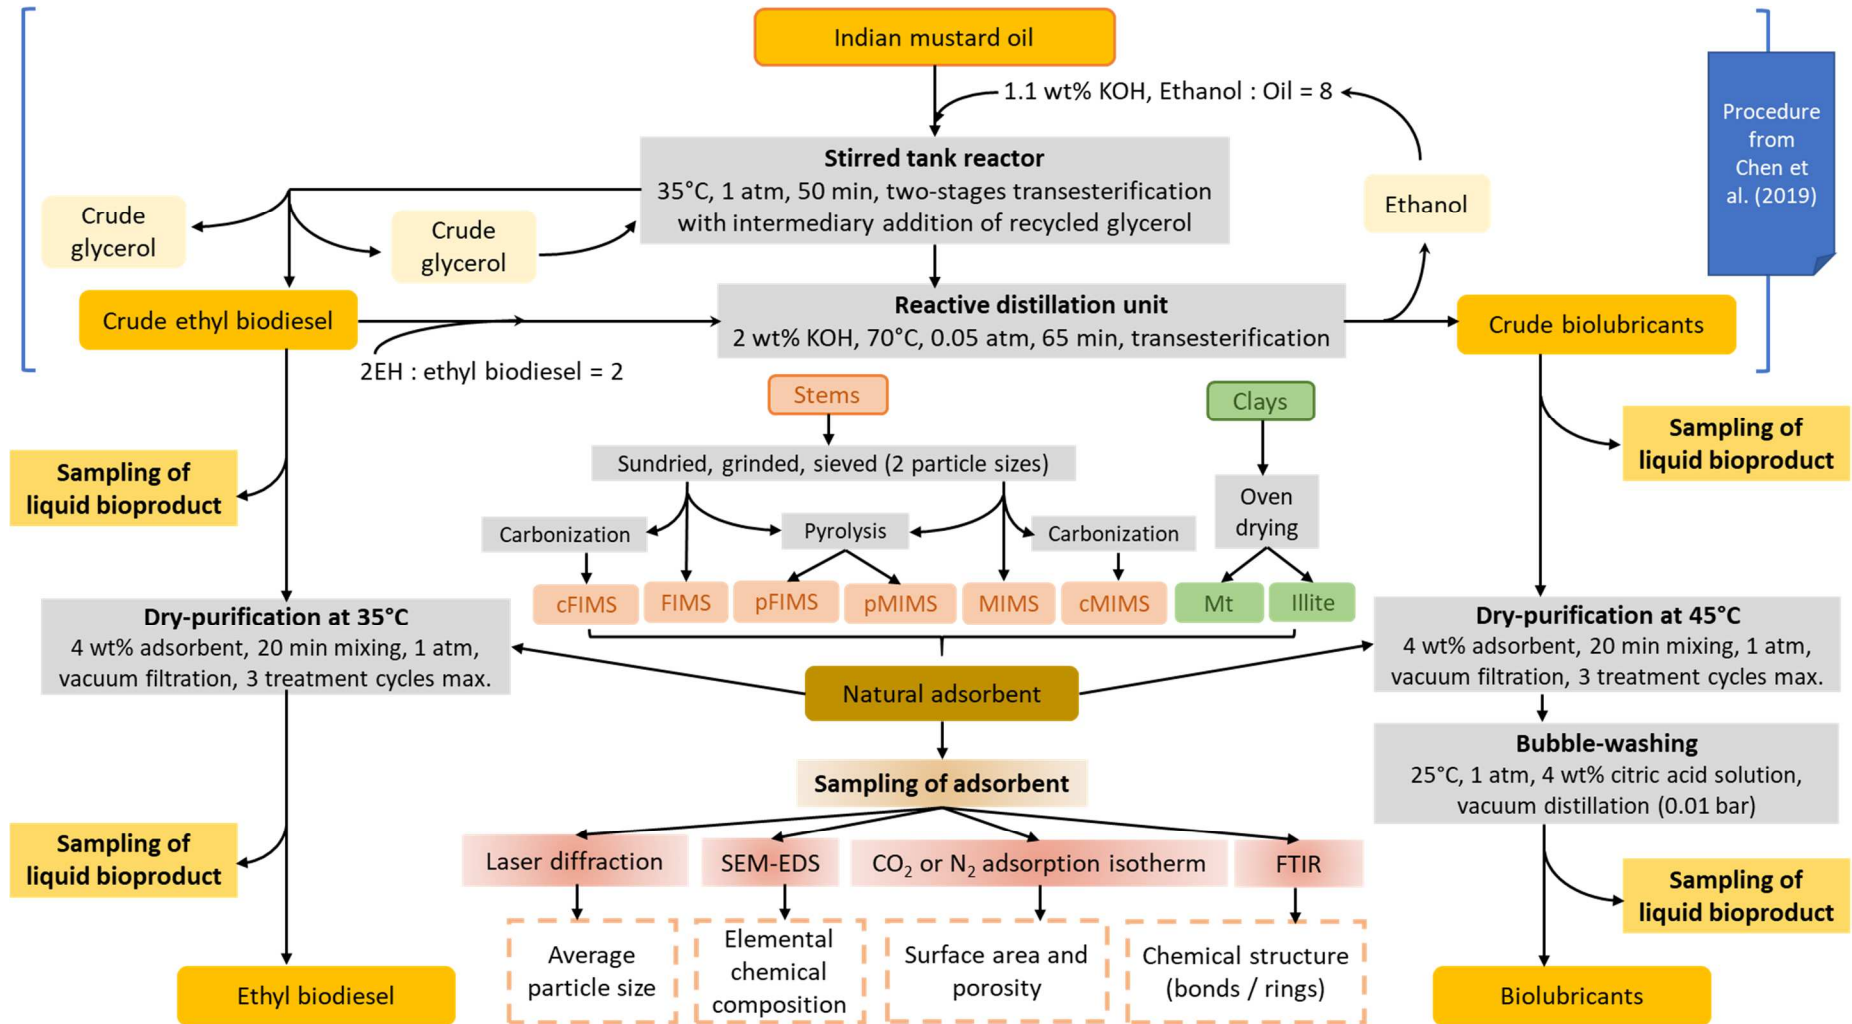 Indian mustard oil
1.1 wt% KOH, Ethanol : Oil = 8
Procedure
from
Chen et
al. (2019)
Stirred tank reactor
35°C, 1 atm, 50 min, two-stages transesterification
with intermediary addition of recycled glycerol
Crude
glycerol
Crude
glycerol
Ethanol
Crude ethyl biodiesel
Reactive distillation unit
2 wt% KOH, 70°C, 0.05 atm, 65 min, transesterification
Crude biolubricants
2EH : ethyl biodiesel = 2
Stems
Clays
Sampling of
liquid bioproduct
Sampling of
liquid bioproduct
Sundried, grinded, sieved (2 particle sizes)
Oven
drying
Carbonization
Pyrolysis
Carbonization
cFIMS
FIMS
pFIMS
pMIMS
MIMS
cMIMS
Mt
Illite
Dry-purification at 35°C
4 wt% adsorbent, 20 min mixing, 1 atm,
vacuum filtration, 3 treatment cycles max.
Dry-purification at 45°C
4 wt% adsorbent, 20 min mixing, 1 atm,
vacuum filtration, 3 treatment cycles max.
Natural adsorbent
Bubble-washing
25°C, 1 atm, 4 wt% citric acid solution,
vacuum distillation (0.01 bar)
Sampling of adsorbent
Sampling of
liquid bioproduct
Laser diffraction
SEM-EDS
CO₂ or N₂ adsorption isotherm
FTIR
Sampling of
liquid bioproduct
Average
particle size
Elemental
chemical
composition
Surface area and
porosity
Chemical structure
(bonds / rings)
Ethyl biodiesel
Biolubricants